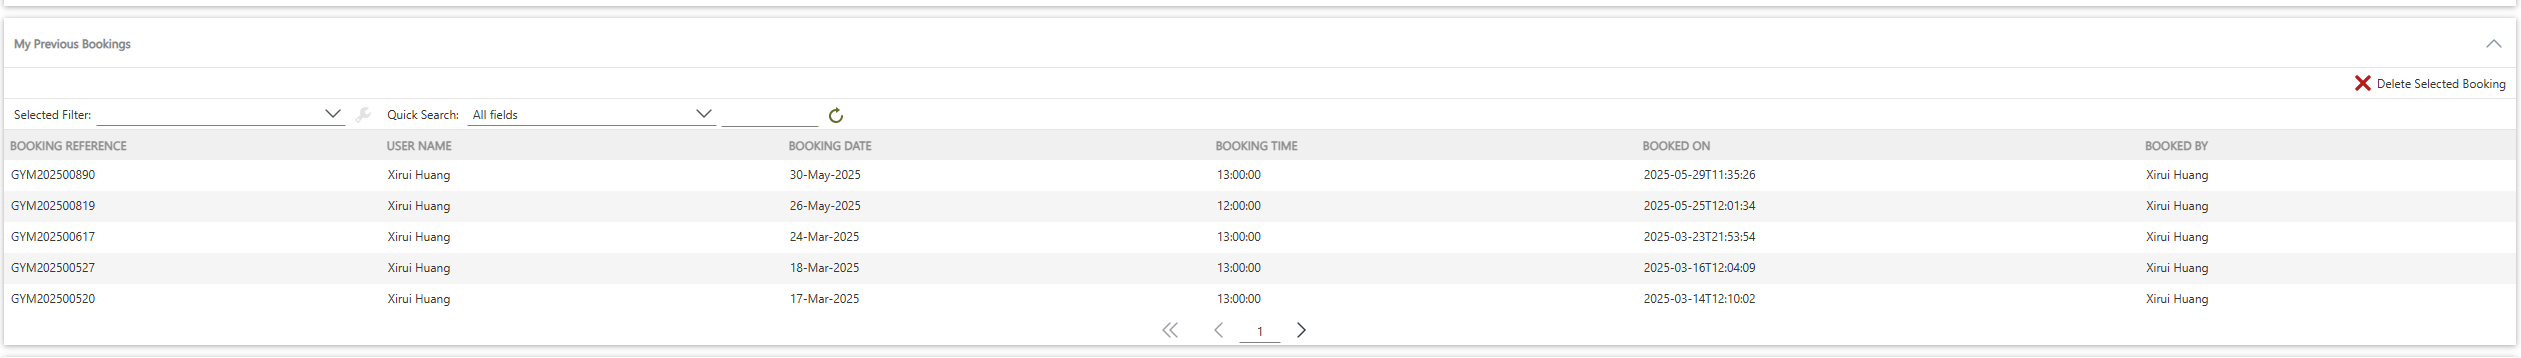 My Previous Bookings
Delete Selected Booking
Selected Filter: Quick Search: All fields
BOOKING REFERENCE USER NAME BOOKING DATE BOOKING TIME BOOKED ON BOOKED BY
GYM202500890 Xirui Huang 30-May-2025 13:00:00 2025-05-29T11:35:26 Xirui Huang
GYM202500819 Xirui Huang 26-May-2025 12:00:00 2025-05-25T12:01:34 Xirui Huang
GYM202500617 Xirui Huang 24-Mar-2025 13:00:00 2025-03-23T21:53:54 Xirui Huang
GYM202500527 Xirui Huang 18-Mar-2025 13:00:00 2025-03-16T12:04:09 Xirui Huang
GYM202500520 Xirui Huang 17-Mar-2025 13:00:00 2025-03-14T12:10:02 Xirui Huang
1